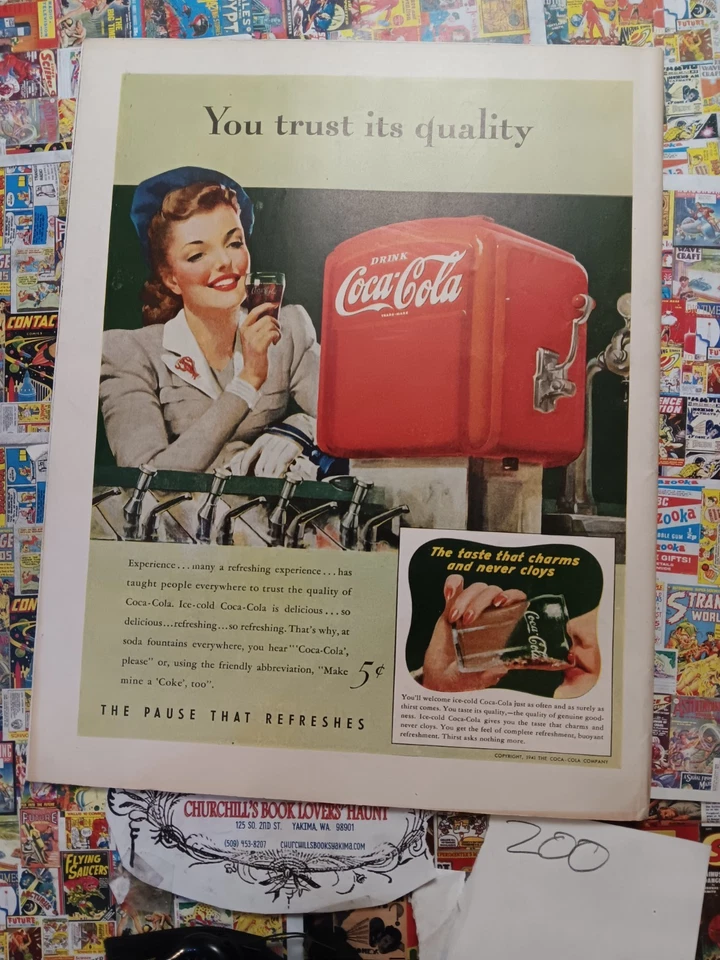 You trust its quality
DRINK
Coca-Cola
TRADE-MARK
Experience...many a refreshing experience...has
taught people everywhere to trust the quality of
Coca-Cola. Ice-cold Coca-Cola is delicious...so
delicious...refreshing...so refreshing. That's why, at
soda fountains everywhere, you hear "'Coca-Cola',
please" or, using the friendly abbreviation, "Make
mine a 'Coke', too".
5¢
THE PAUSE THAT REFRESHES
The taste that charms
and never cloys
Coca-Cola
You'll welcome ice-cold Coca-Cola just as often and as surely as
thirst comes. You taste its quality,—the quality of genuine good-
ness. Ice-cold Coca-Cola gives you the taste that charms and
never cloys. You get the feel of complete refreshment, buoyant
refreshment. Thirst asks nothing more.
THE COCA-COLA COMPANY
CHURCHILL'S BOOK LOVERS' HAUNT
125 SO. 2ND ST. YAKIMA, WA. 98901
(509) 453-8207 CHURCHILLSBOOKSYAKIMA.COM
200
CONTAC
FLYING
SAUCERS